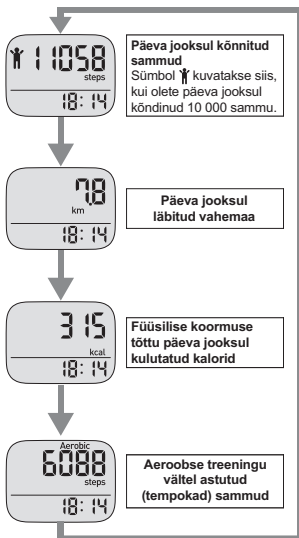 11058
steps
18:14
Päeva jooksul kõnnitud
sammud
Sümbol kuvatakse siis,
kui olete päeva jooksul
kõndinud 10 000 sammu.
7.8
km
18:14
Päeva jooksul
läbitud vahemaa
315
kcal
18:14
Füüsilise koormuse
tõttu päeva jooksul
kulutatud kalorid
Aerobic
6088
steps
18:14
Aeroobse treeningu
vältel astutud
(tempokad) sammud